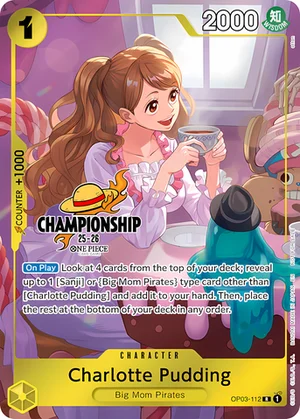 1
2000
知
WISDOM
COUNTER +1000
CHAMPIONSHIP
25-26
ONE PIECE
On Play Look at 4 cards from the top of your deck; reveal
up to 1 [Sanji] or {Big Mom Pirates} type card other than
[Charlotte Pudding] and add it to your hand. Then, place
the rest at the bottom of your deck in any order.
CHARACTER
Charlotte Pudding
Big Mom Pirates
OP03-112 R 1